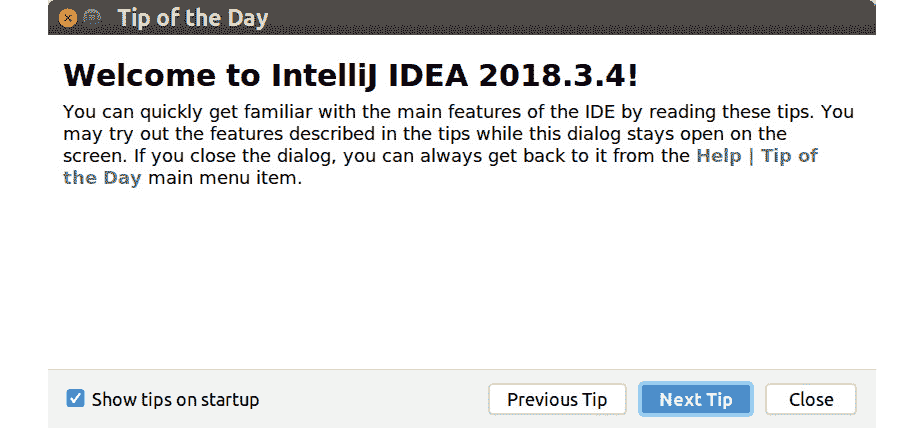 Tip of the Day
Welcome to IntelliJ IDEA 2018.3.4!
You can quickly get familiar with the main features of the IDE by reading these tips. You
may try out the features described in the tips while this dialog stays open on the
screen. If you close the dialog, you can always get back to it from the Help | Tip of
the Day main menu item.
Show tips on startup
Previous Tip
Next Tip
Close